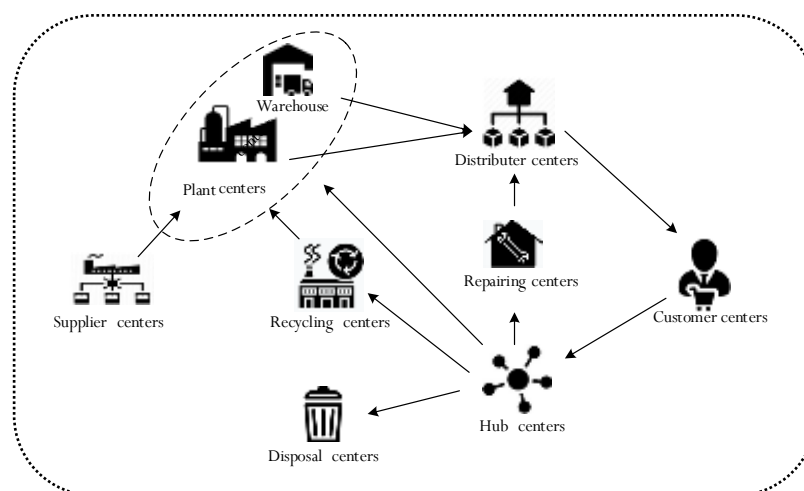 Warehouse
Plant centers
Distributer centers
Supplier centers
Recycling centers
Repairing centers
Customer centers
Hub centers
Disposal centers